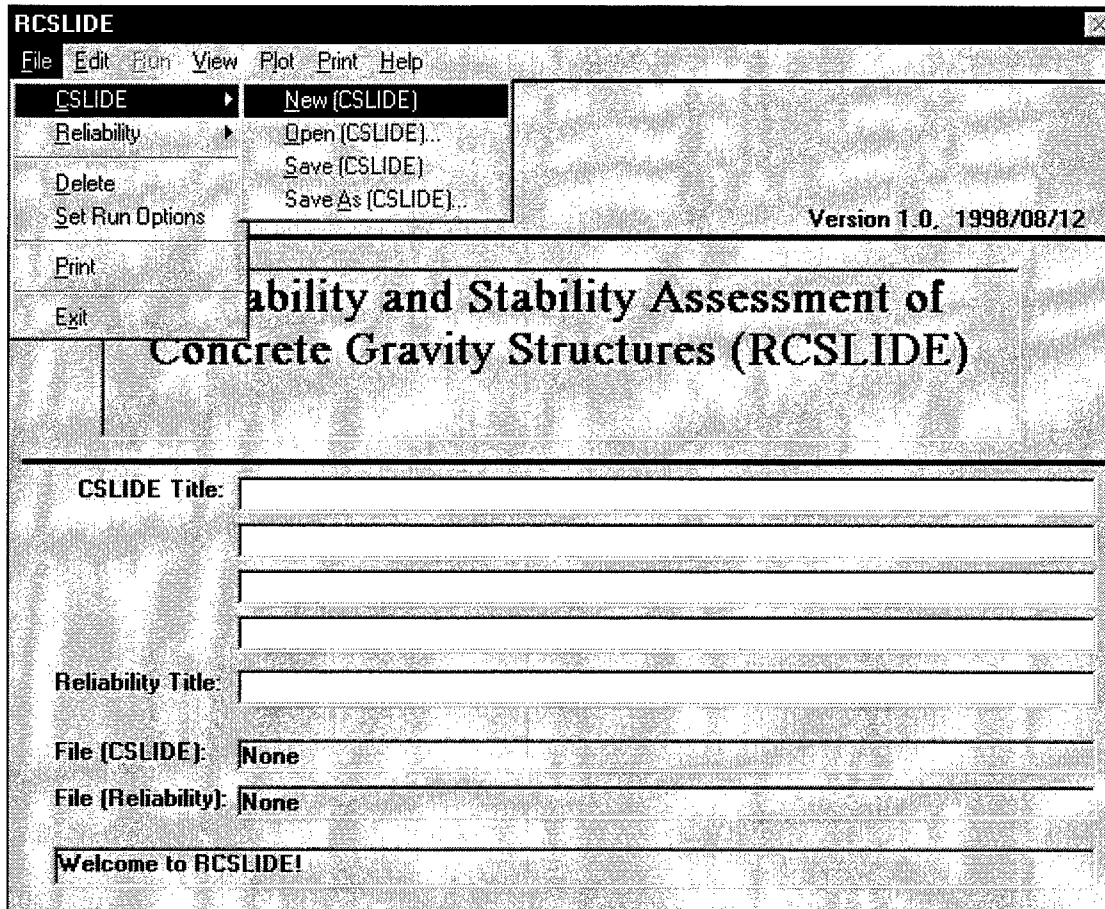 RCSLIDE
File Edit Run View Plot Print Help
CSLIDE
Reliability
Delete
Set Run Options
Print
Exit
New (CSLIDE)
Open (CSLIDE)...
Save (CSLIDE)
Save As (CSLIDE)...
Version 1.0, 1998/08/12
ability and Stability Assessment of
Concrete Gravity Structures (RCSLIDE)
CSLIDE Title:
Reliability Title:
File (CSLIDE): None
File (Reliability): None
Welcome to RCSLIDE!